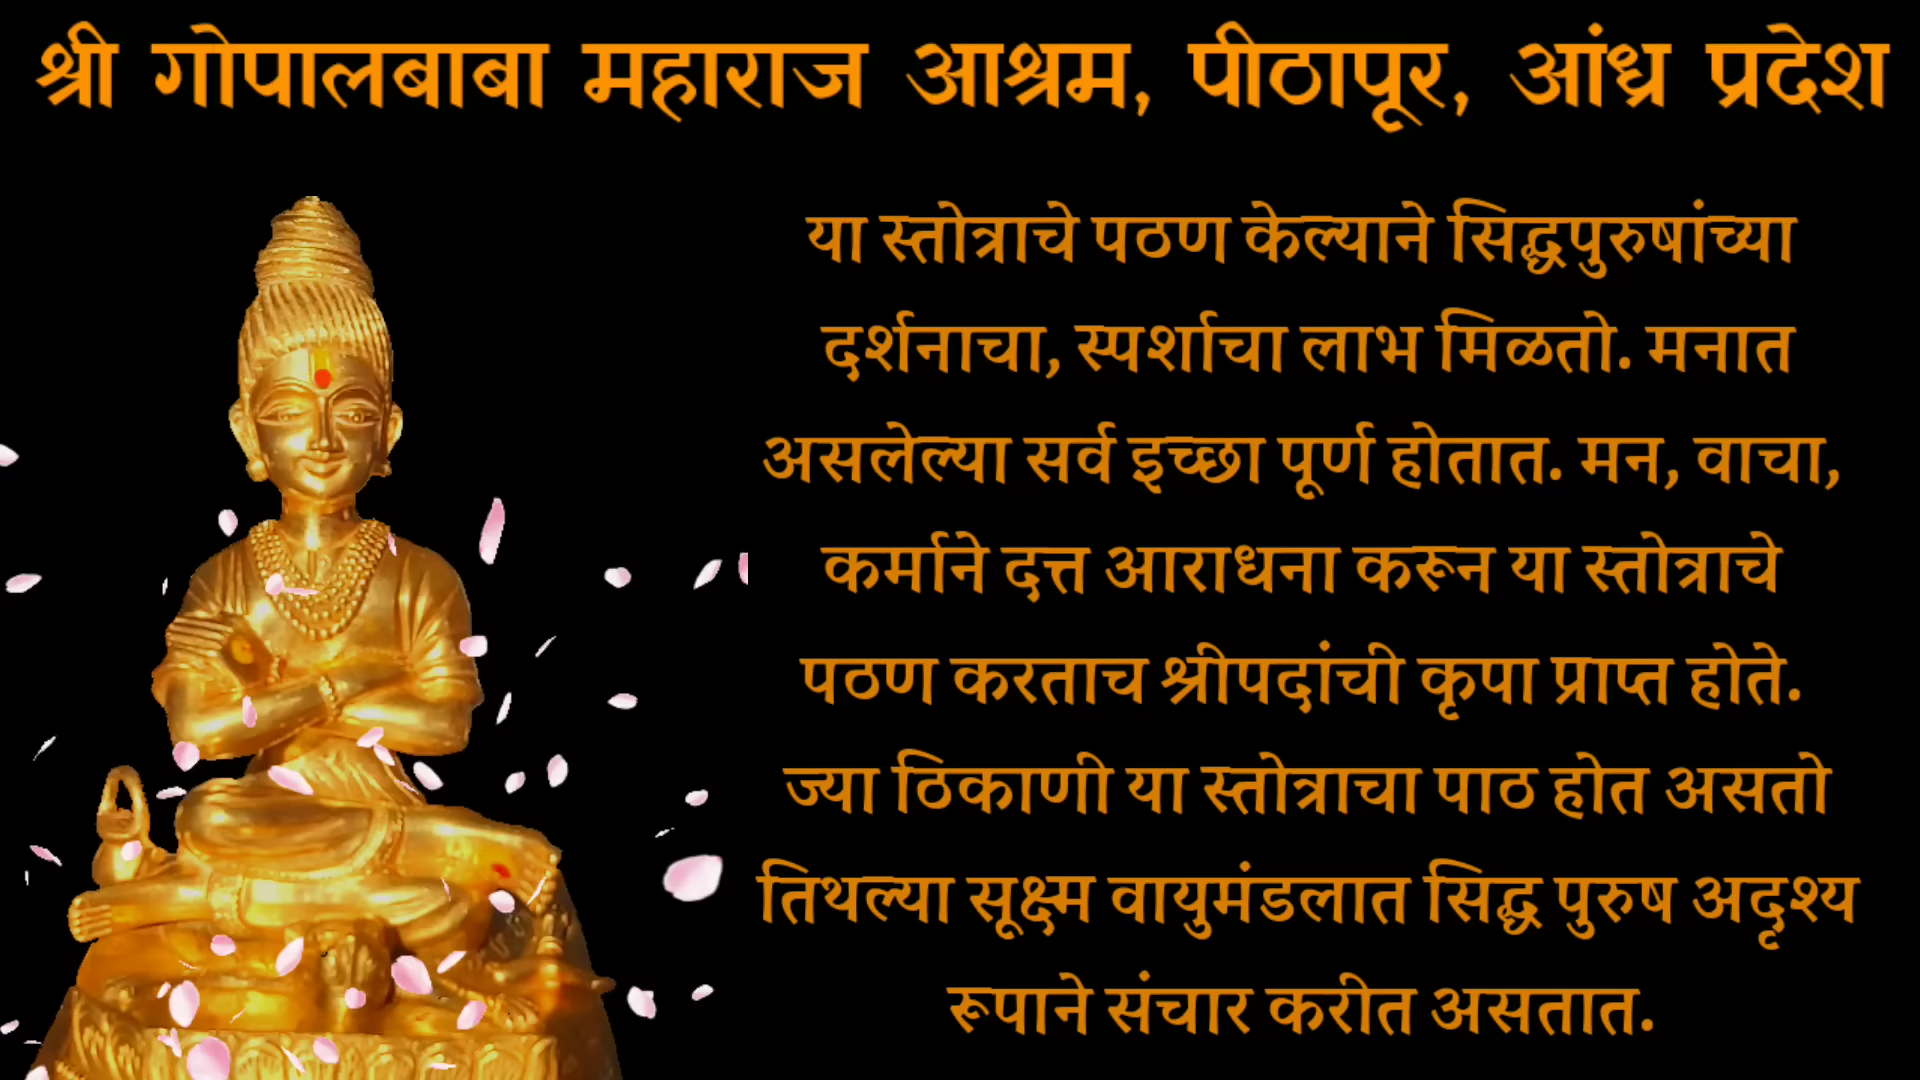 श्री गोपालबाबा महाराज आश्रम, पीठापूर, आंध्र प्रदेश
या स्तोत्राचे पठण केल्याने सिद्धपुरुषांच्या
दर्शनाचा, स्पर्शाचा लाभ मिळतो. मनात
असलेल्या सर्व इच्छा पूर्ण होतात. मन, वाचा,
कर्माने दत्त आराधना करून या स्तोत्राचे
पठण करताच श्रीपदांची कृपा प्राप्त होते.
ज्या ठिकाणी या स्तोत्राचा पाठ होत असतो
तिथल्या सूक्ष्म वायुमंडलात सिद्ध पुरुष अदृश्य
रूपाने संचार करीत असतात.